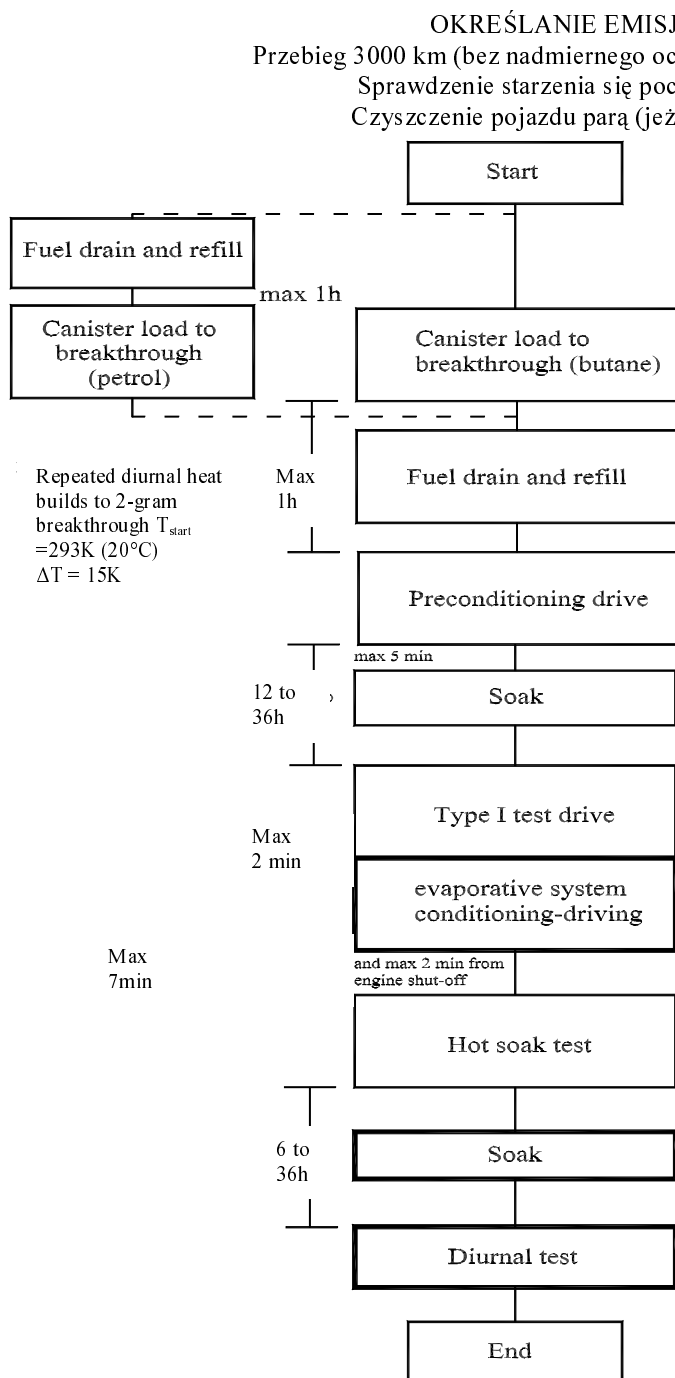 OKREŚLANIE EMISJ
Przebieg 3000 km (bez nadmiernego oc
Sprawdzenie starzenia się poc
Czyszczenie pojazdu parą (jeż
Start
Fuel drain and refill
max 1h
Canister load to
breakthrough
(petrol)
Canister load to
breakthrough (butane)
Repeated diurnal heat
builds to 2-gram
breakthrough Tstart
=293K (20°C)
ΔT = 15K
Max
1h
Fuel drain and refill
Preconditioning drive
max 5 min
12 to
36h
Soak
Type I test drive
Max
2 min
evaporative system
conditioning-driving
Max
7min
and max 2 min from
engine shut-off
Hot soak test
6 to
36h
Soak
Diurnal test
End